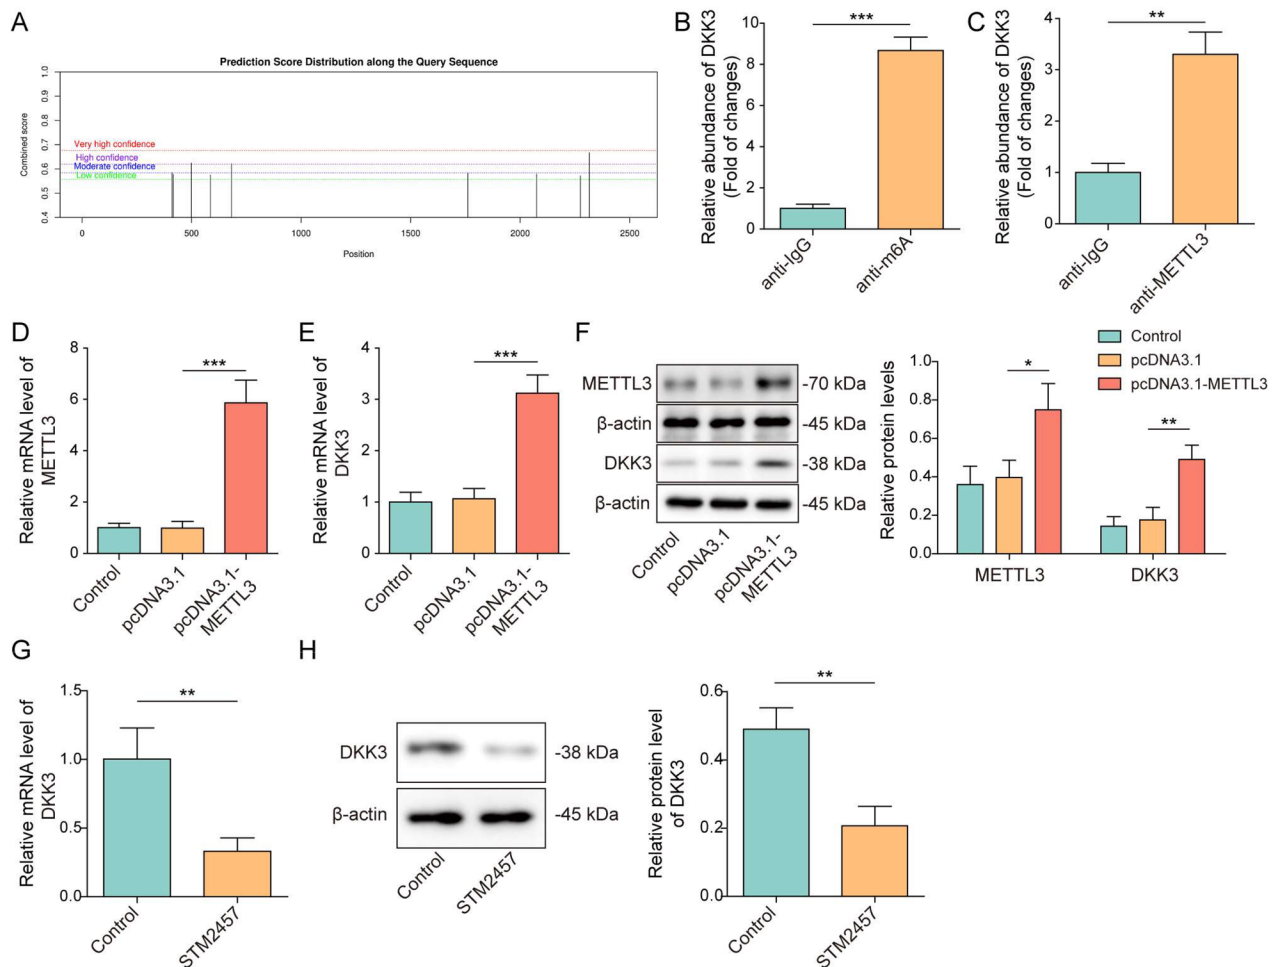 A
Prediction Score Distribution along the Query Sequence
Combined score
1.0
0.9
0.8
0.7
0.6
0.5
0.4
Very high confidence
High confidence
Moderate confidence
Low confidence
0 500 1000 1500 2000 2500
Position
B
Relative abundance of DKK3
(Fold of changes)
10
8
6
4
2
0
***
anti-IgG
anti-m6A
C
Relative abundance of DKK3
(Fold of changes)
4
3
2
1
0
**
anti-IgG
anti-METTL3
D
Relative mRNA level of
METTL3
8
6
4
2
0
***
Control
pcDNA3.1
pcDNA3.1-
METTL3
E
Relative mRNA level of
DKK3
4
3
2
1
0
***
Control
pcDNA3.1
pcDNA3.1-
METTL3
F
METTL3 -70 kDa
β-actin -45 kDa
DKK3 -38 kDa
β-actin -45 kDa
Control
pcDNA3.1
pcDNA3.1-
METTL3
Relative protein levels
1.0
0.8
0.6
0.4
0.2
0.0
*
**
METTL3
DKK3
Control
pcDNA3.1
pcDNA3.1-METTL3
G
Relative mRNA level of
DKK3
1.5
1.0
0.5
0.0
**
Control
STM2457
H
DKK3 -38 kDa
β-actin -45 kDa
Control
STM2457
Relative protein level
of DKK3
0.6
0.4
0.2
0.0
**
Control
STM2457